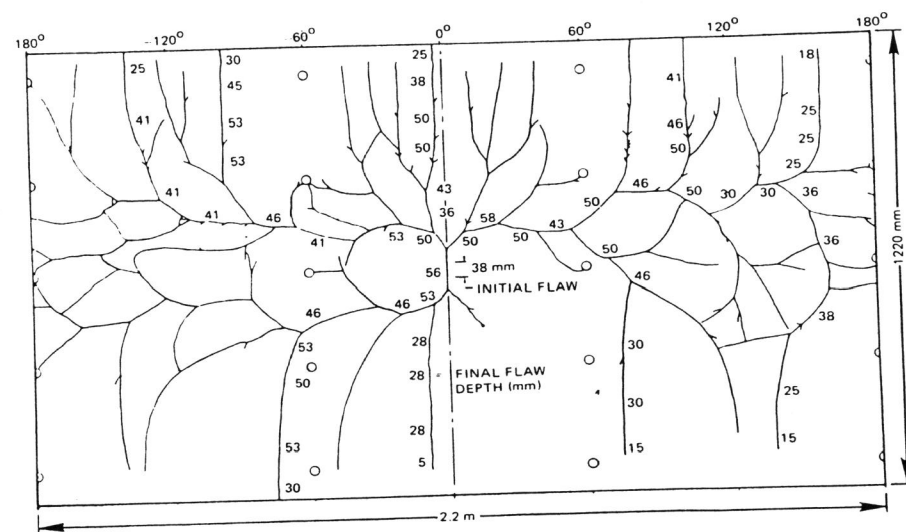 180° -120° -60° 0° 60° 120° 180°
25 30 25 18
45 38 41 25
41 53 50 46 25
53 50 50 25
41 43 46 50 30 30 36
41 46 36 58 50
41 53 50 50 50 43 36
50
38 mm 46
56
INITIAL FLAW
46 46 53 38
53 28 30
50 28 FINAL FLAW
DEPTH (mm) 25
30
53 28 15 15
30 5
1220 mm
2.2 m